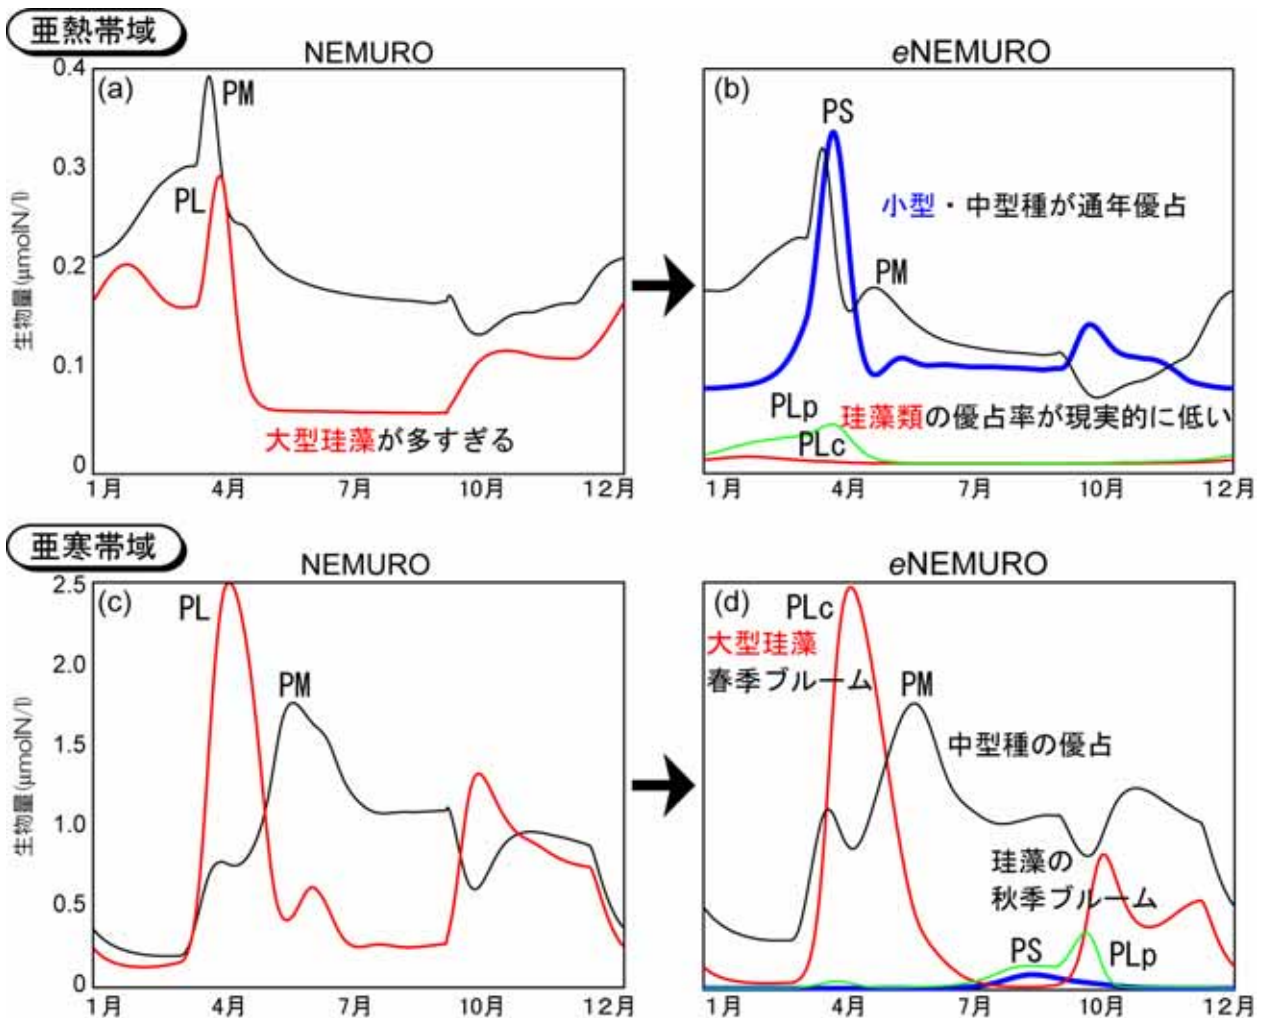 亜熱帯域
NEMURO
eNEMURO
生物量(μmolN/l)
0.4
0.3
0.2
0.1
0
(a)
PM
PL
大型珪藻が多すぎる
1月
4月
7月
10月
12月
(b)
PS
小型・中型種が通年優占
PM
PLp
珪藻類の優占率が現実的に低い
PLc
1月
4月
7月
10月
12月
亜寒帯域
NEMURO
eNEMURO
生物量(μmolN/l)
2.5
2.0
1.5
1.0
0.5
0
(c)
PL
PM
1月
4月
7月
10月
12月
(d)
PLc
大型珪藻
春季ブルーム
PM
中型種の優占
珪藻の
秋季ブルーム
PS
PLp
1月
4月
7月
10月
12月